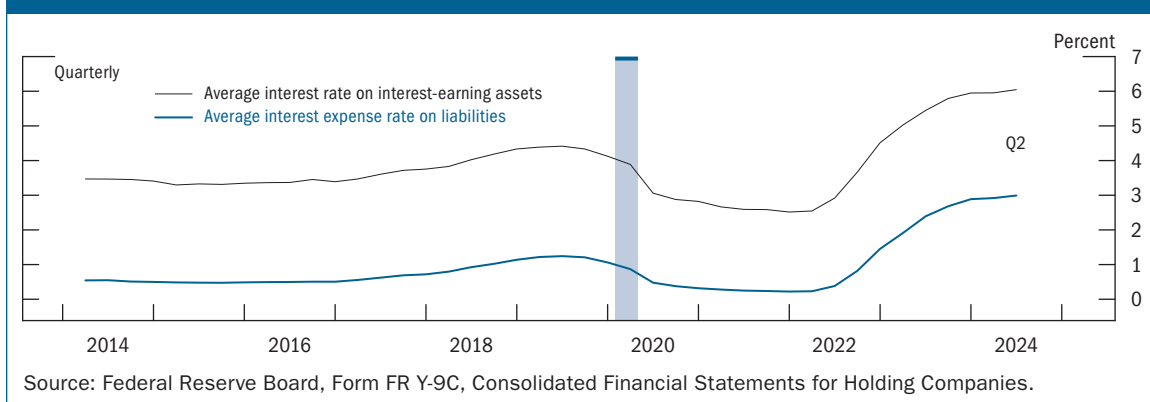 Percent
Quarterly
Average interest rate on interest-earning assets
Average interest expense rate on liabilities
Q2
7
6
5
4
3
2
1
0
2014 2016 2018 2020 2022 2024
Source: Federal Reserve Board, Form FR Y-9C, Consolidated Financial Statements for Holding Companies.